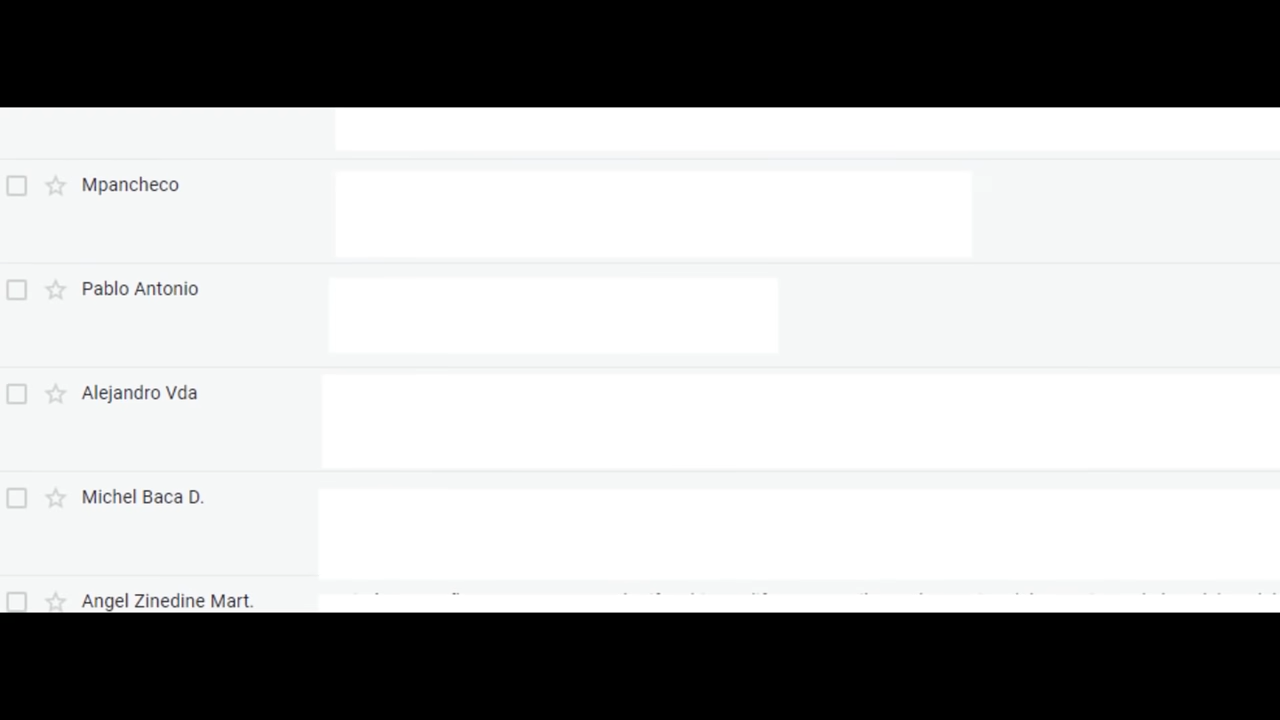 Mpancheco
Pablo Antonio
Alejandro Vda
Michel Baca D.
Angel Zinedine Mart.